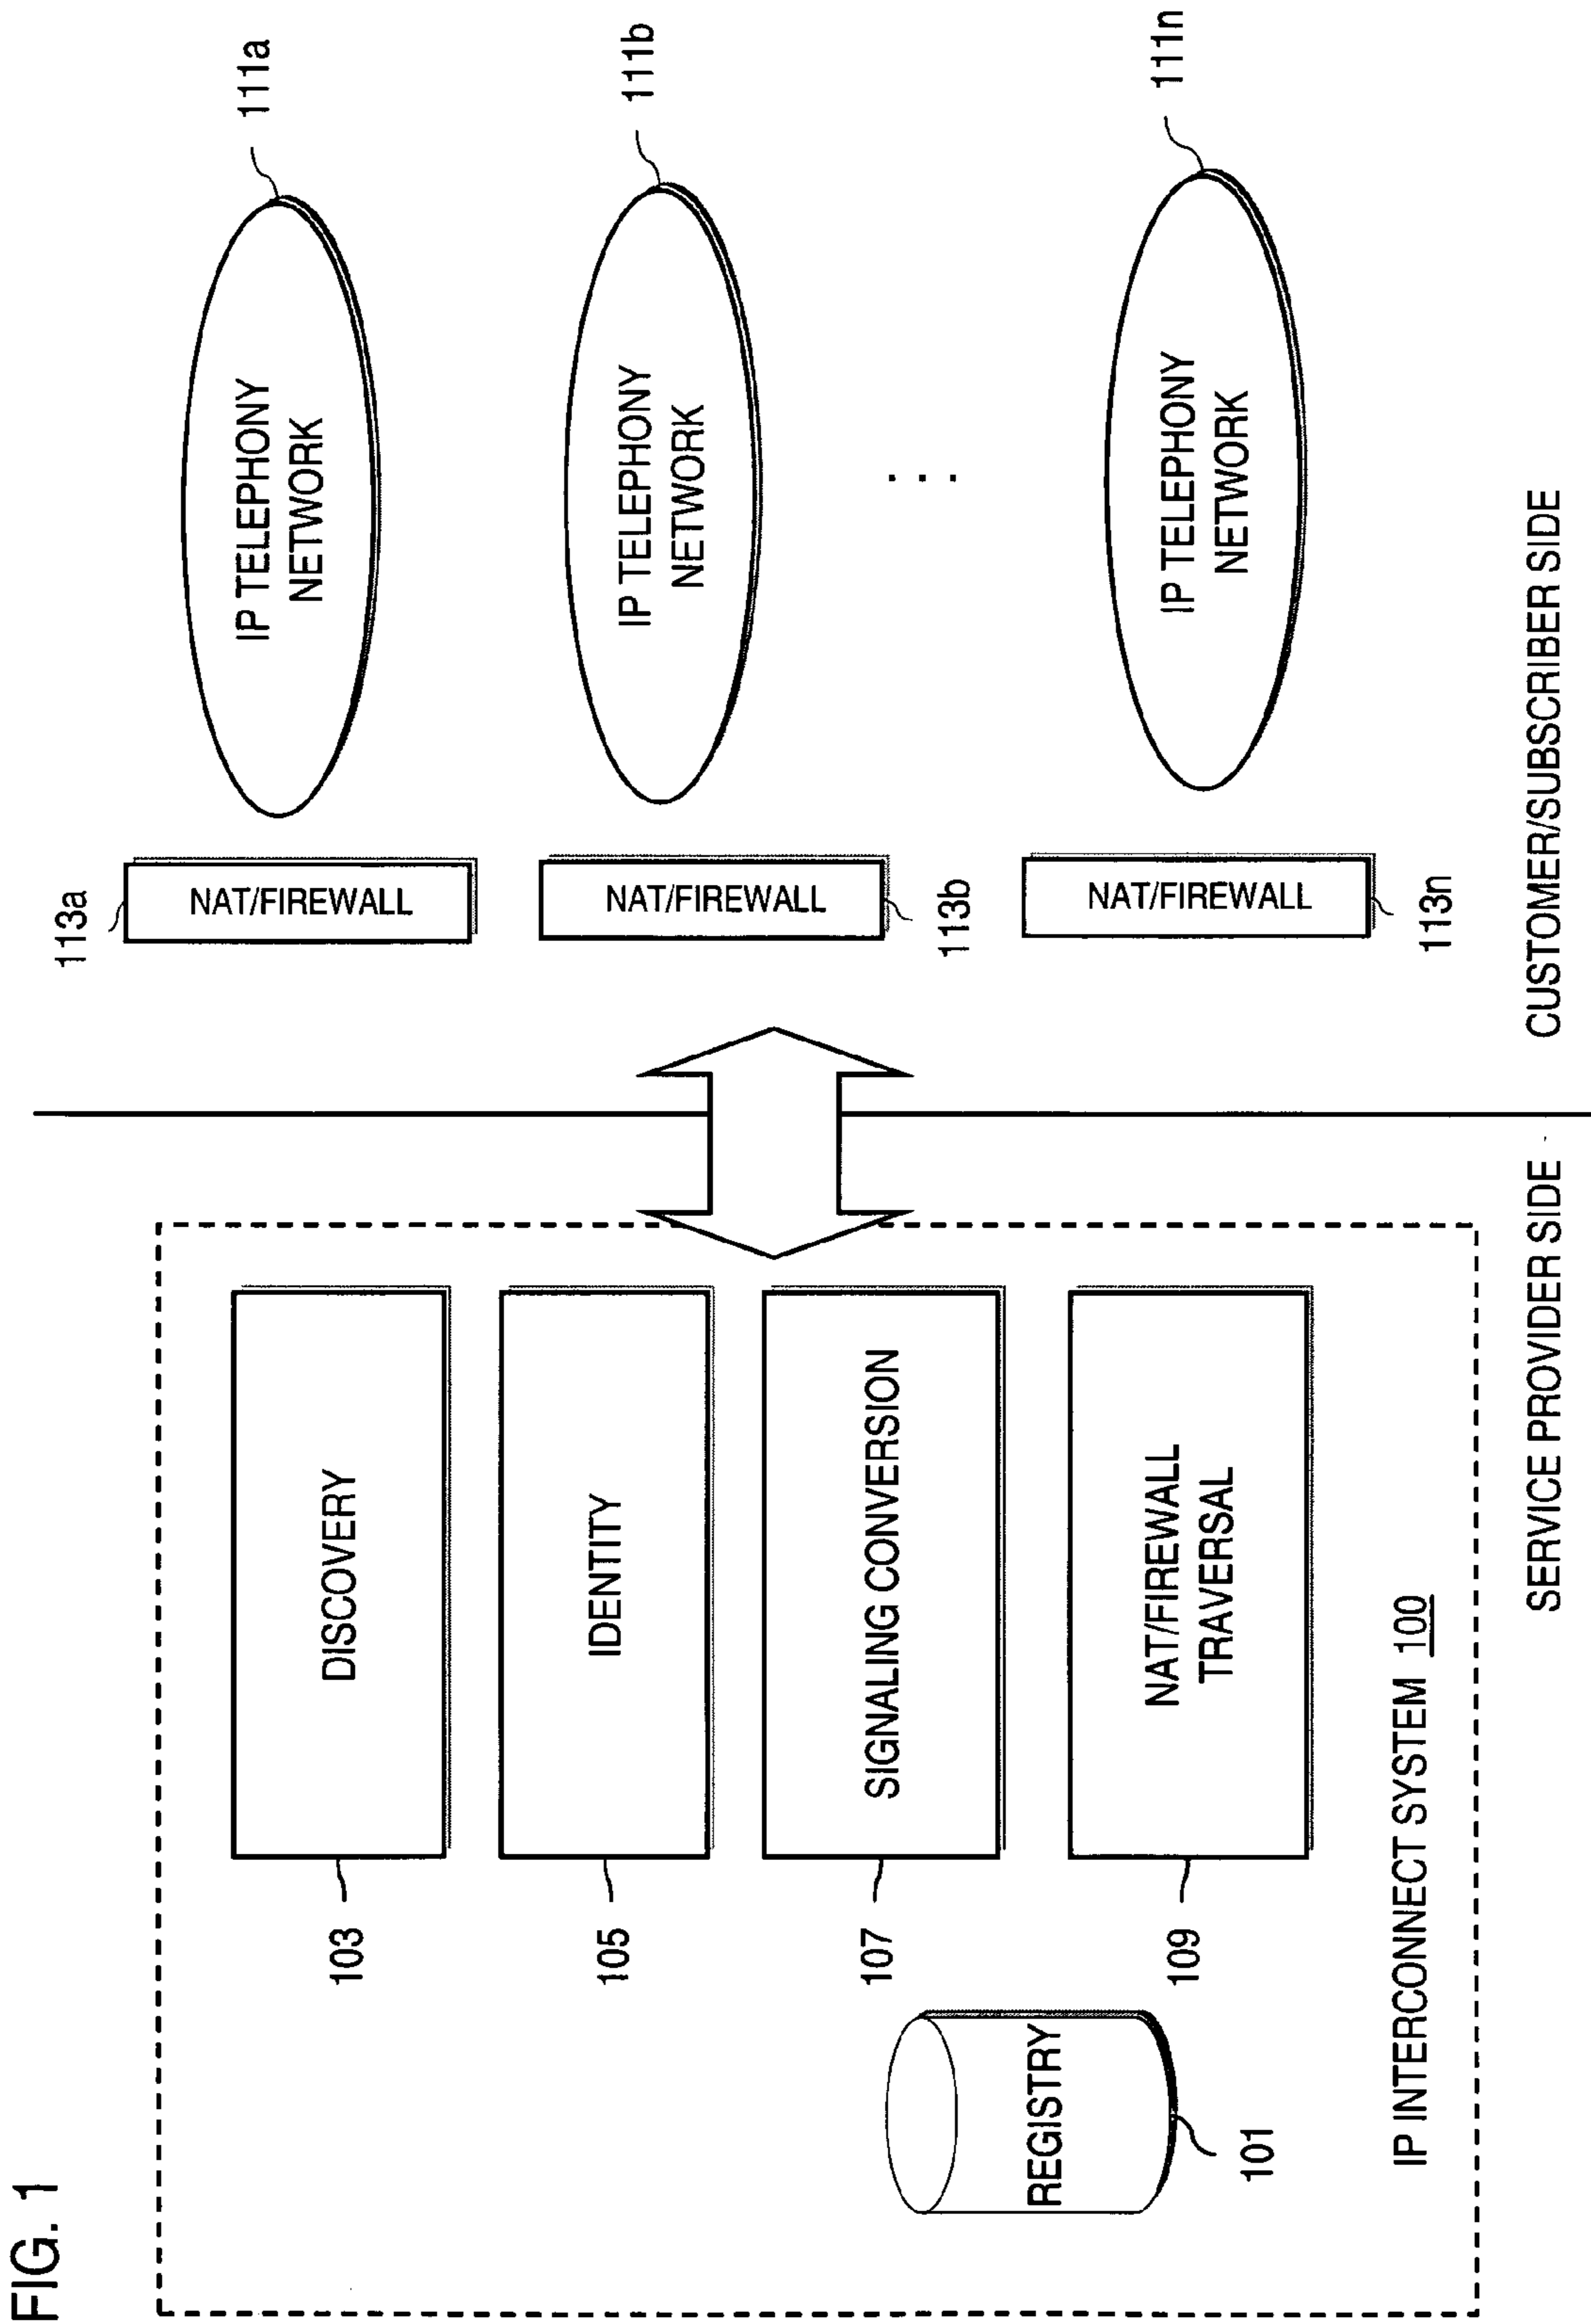 FIG. 1
103
DISCOVERY
105
IDENTITY
107
SIGNALING CONVERSION
109
NAT/FIREWALL
TRAVERSAL
REGISTRY
101
IP INTERCONNECT SYSTEM 100
SERVICE PROVIDER SIDE
113a
NAT/FIREWALL
IP TELEPHONY
NETWORK
111a
NAT/FIREWALL
113b
IP TELEPHONY
NETWORK
111b
. . .
NAT/FIREWALL
113n
IP TELEPHONY
NETWORK
111n
CUSTOMER/SUBSCRIBER SIDE